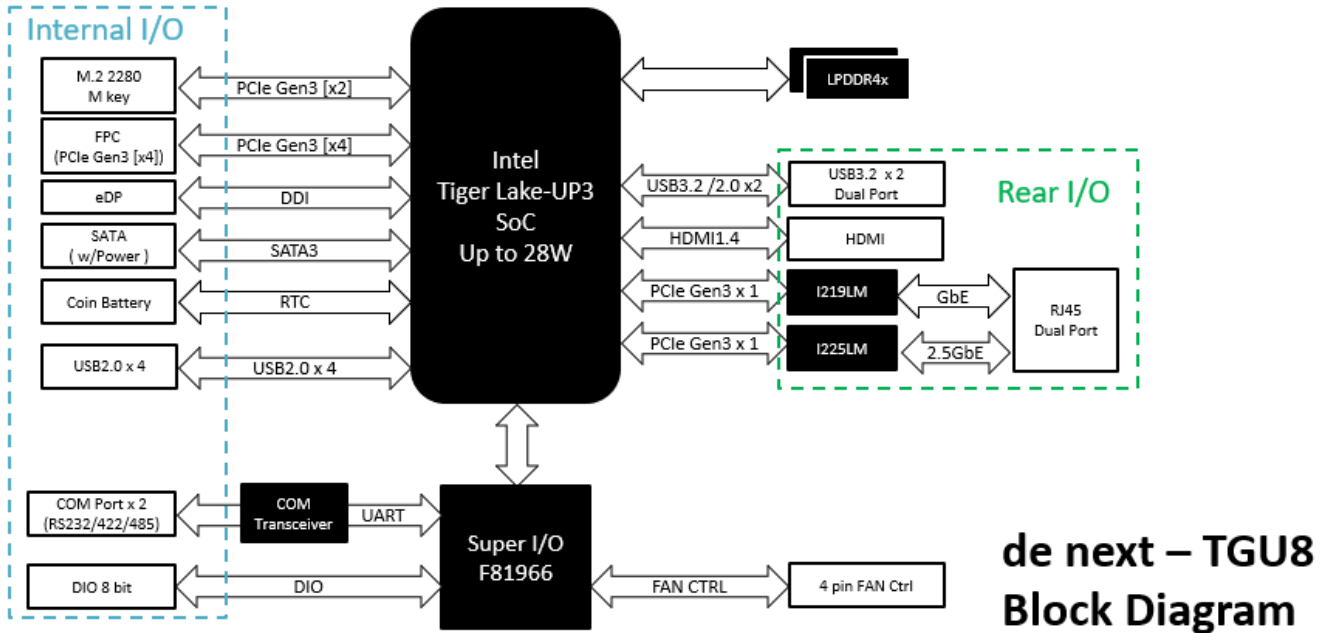 Internal I/O
M.2 2280
M key
PCIe Gen3 [x2]
FPC
(PCIe Gen3 [x4])
PCIe Gen3 [x4]
eDP
DDI
SATA
( w/Power )
SATA3
Coin Battery
RTC
USB2.0 x 4
USB2.0 x 4
Intel
Tiger Lake-UP3
SoC
Up to 28W
LPDDR4x
Rear I/O
USB3.2 /2.0 x2
USB3.2 x 2
Dual Port
HDMI1.4
HDMI
PCIe Gen3 x 1
I219LM
GbE
PCIe Gen3 x 1
I225LM
2.5GbE
RJ45
Dual Port
COM Port x 2
(RS232/422/485)
COM
Transceiver
UART
DIO 8 bit
DIO
Super I/O
F81966
FAN CTRL
4 pin FAN Ctrl
de next – TGU8
Block Diagram